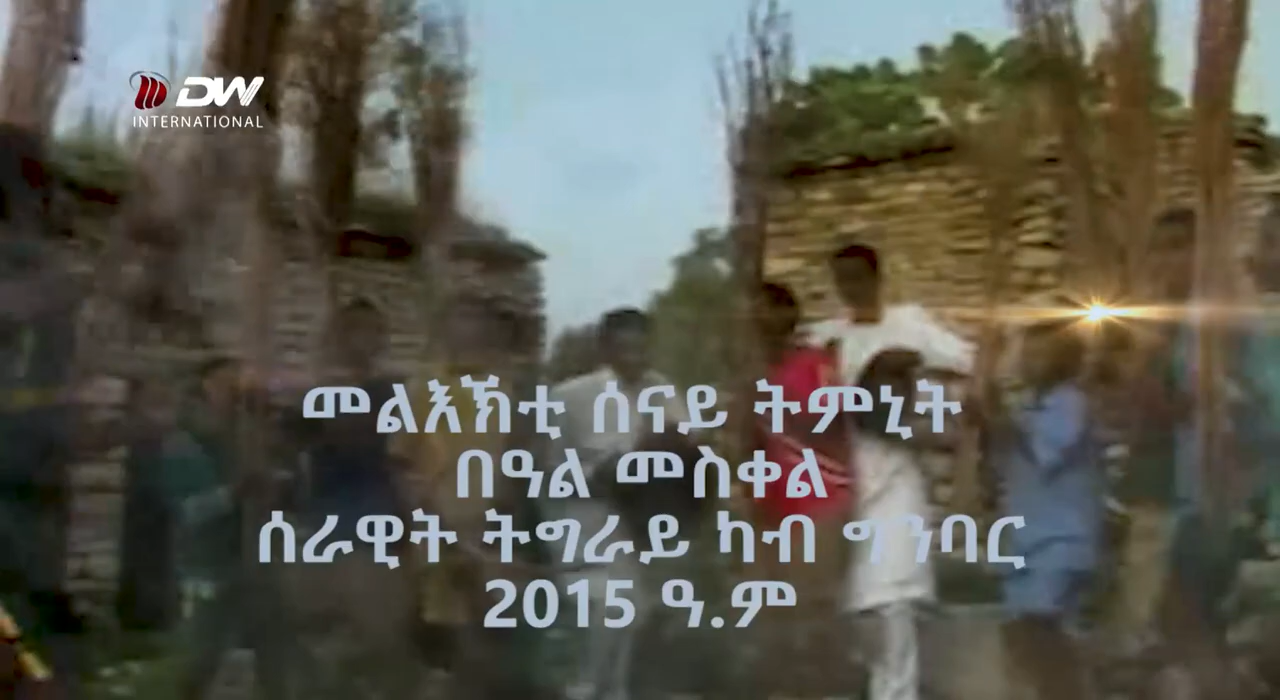 DW
INTERNATIONAL
መልእኽቲ ሰናይ ትምኒት
በዓል መስቀል
ሰራዊት ትግራይ ካብ ግንባር
2015 ዓ.ም